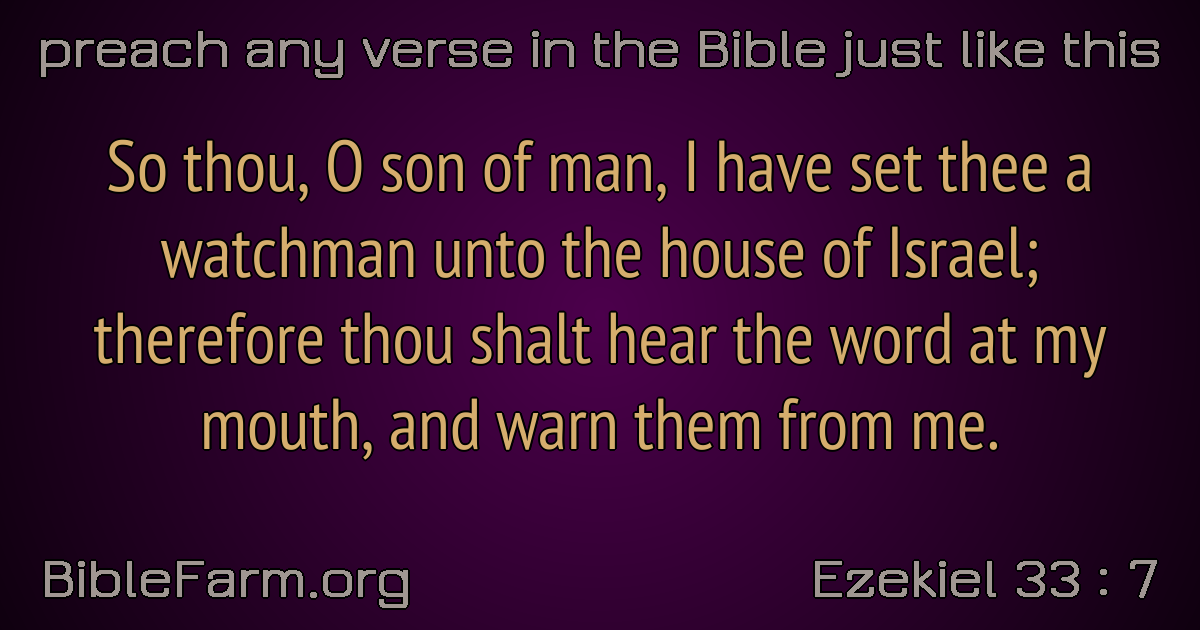 preach any verse in the Bible just like this
So thou, O son of man, I have set thee a
watchman unto the house of Israel;
therefore thou shalt hear the word at my
mouth, and warn them from me.
BibleFarm.org
Ezekiel 33 : 7